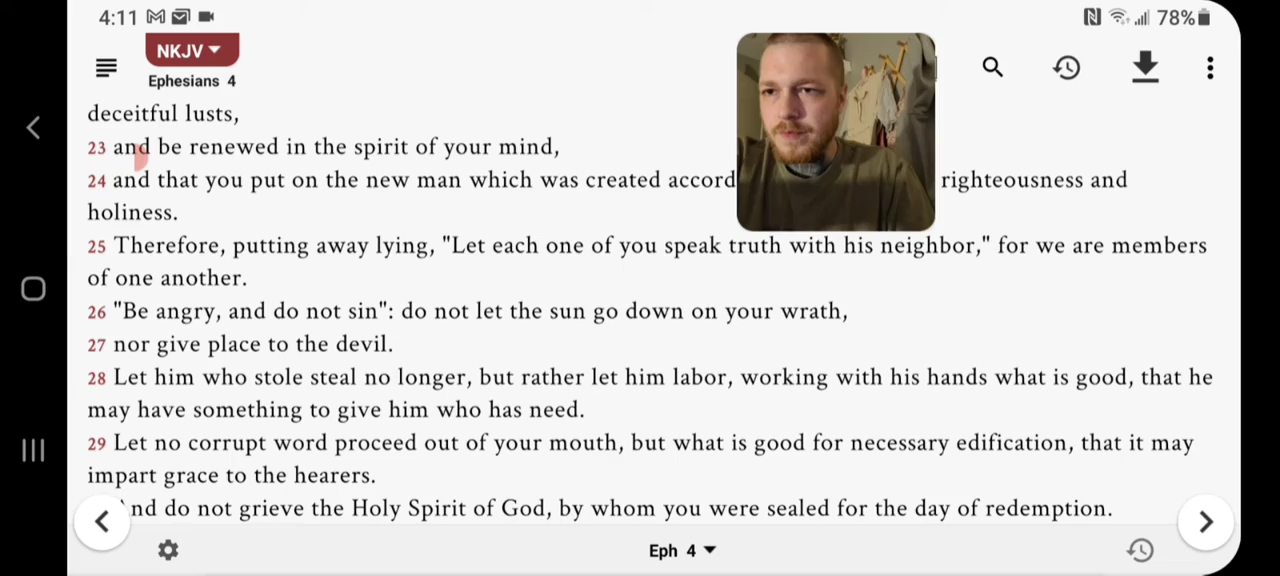 4:11 78%
NKJV
Ephesians 4
deceitful lusts,
23 and be renewed in the spirit of your mind,
24 and that you put on the new man which was created accord righteousness and
holiness.
25 Therefore, putting away lying, "Let each one of you speak truth with his neighbor," for we are members
of one another.
26 "Be angry, and do not sin": do not let the sun go down on your wrath,
27 nor give place to the devil.
28 Let him who stole steal no longer, but rather let him labor, working with his hands what is good, that he
may have something to give him who has need.
29 Let no corrupt word proceed out of your mouth, but what is good for necessary edification, that it may
impart grace to the hearers.
nd do not grieve the Holy Spirit of God, by whom you were sealed for the day of redemption.
Eph 4